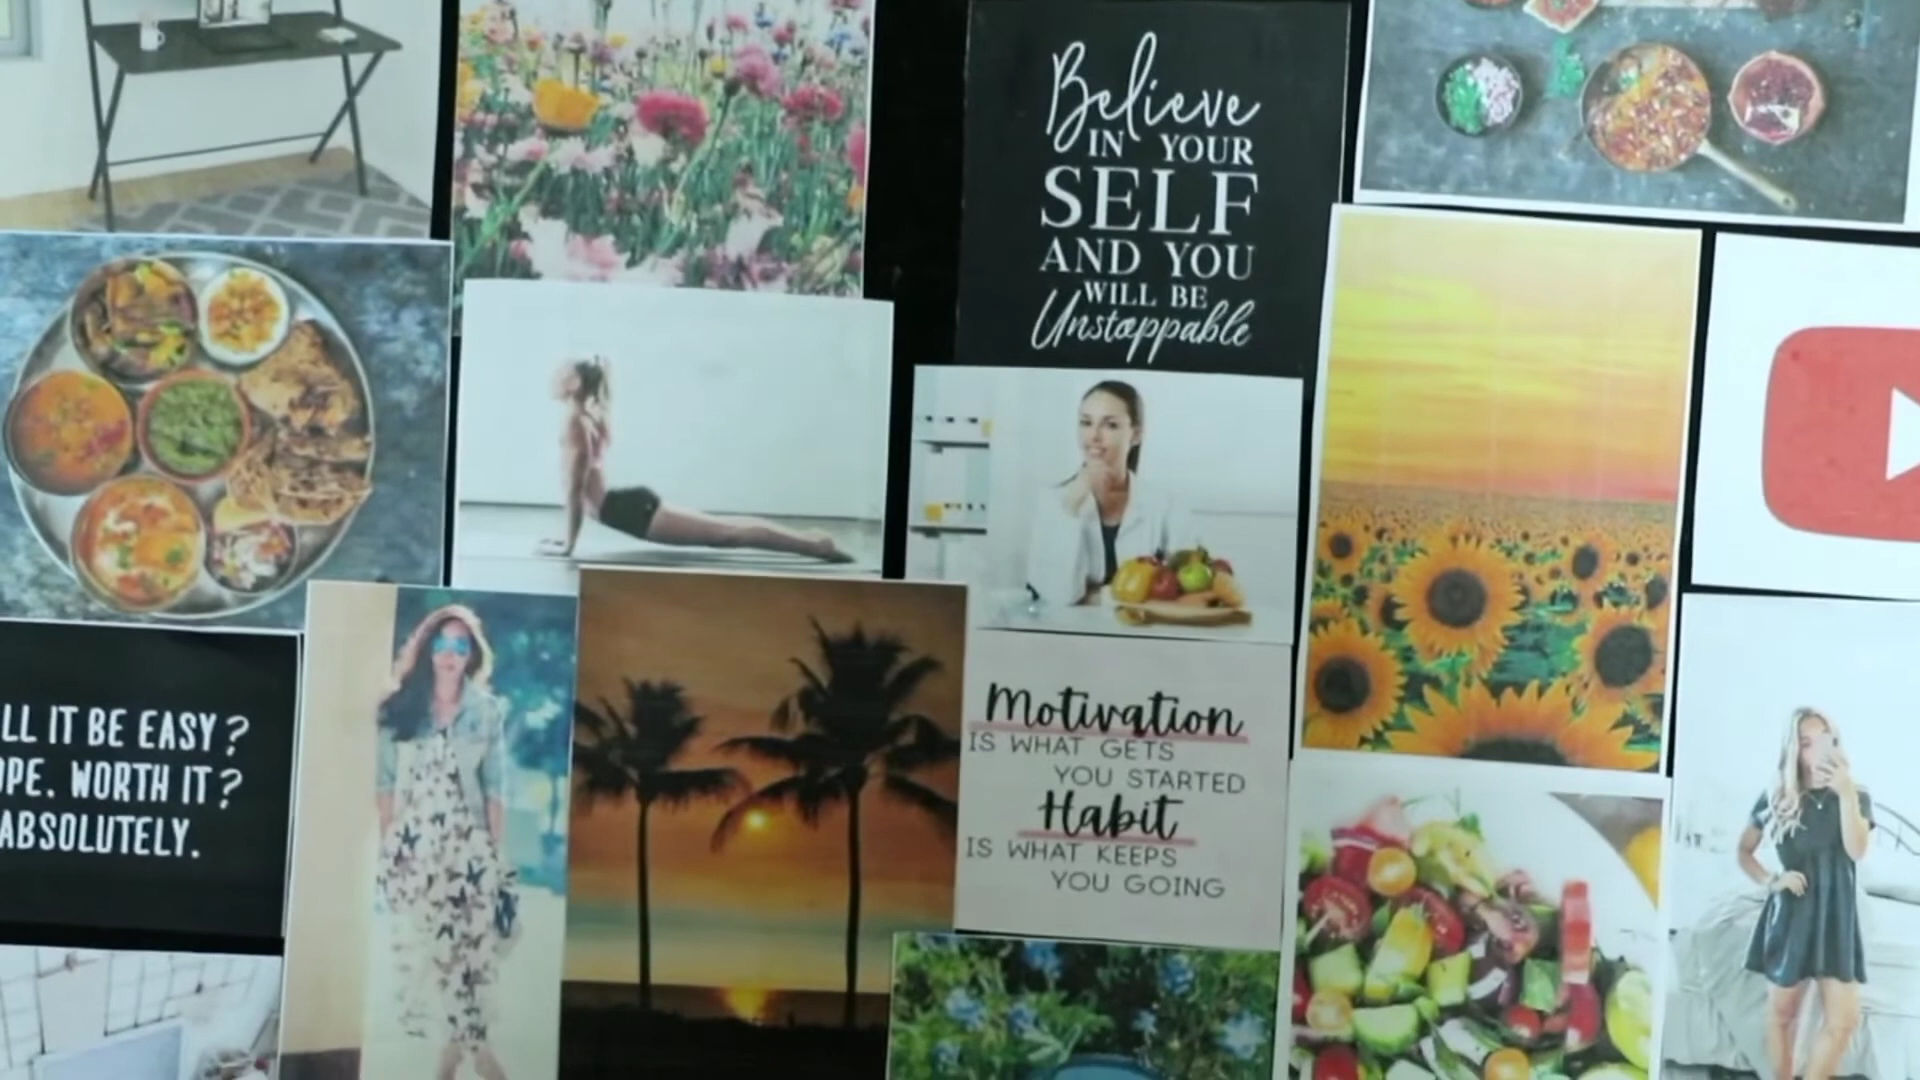 Believe
IN YOUR
SELF
AND YOU
WILL BE
Unstoppable
LL IT BE EASY?
OPE. WORTH IT?
ABSOLUTELY.
Motivation
IS WHAT GETS
YOU STARTED
Habit
IS WHAT KEEPS
YOU GOING